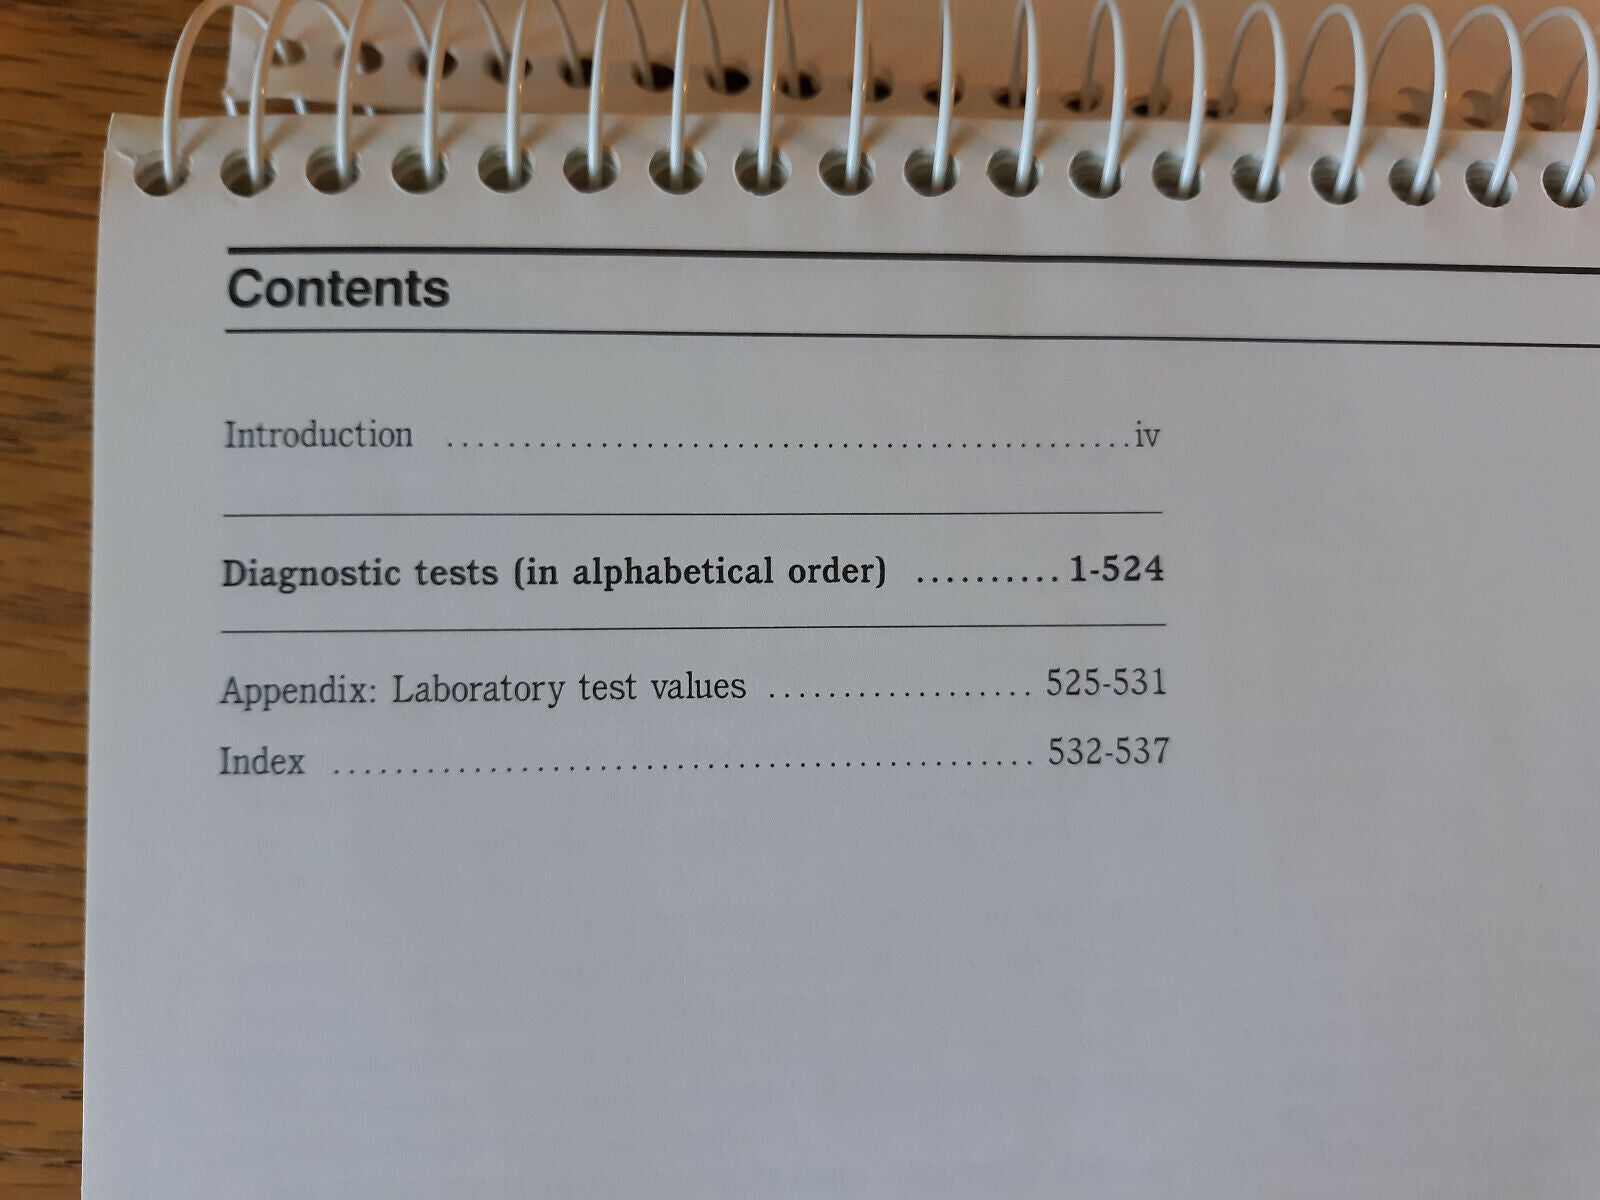 Contents
Introduction ............................................. iv
Diagnostic tests (in alphabetical order) .......... 1-524
Appendix: Laboratory test values .................. 525-531
Index ............................................. 532-537